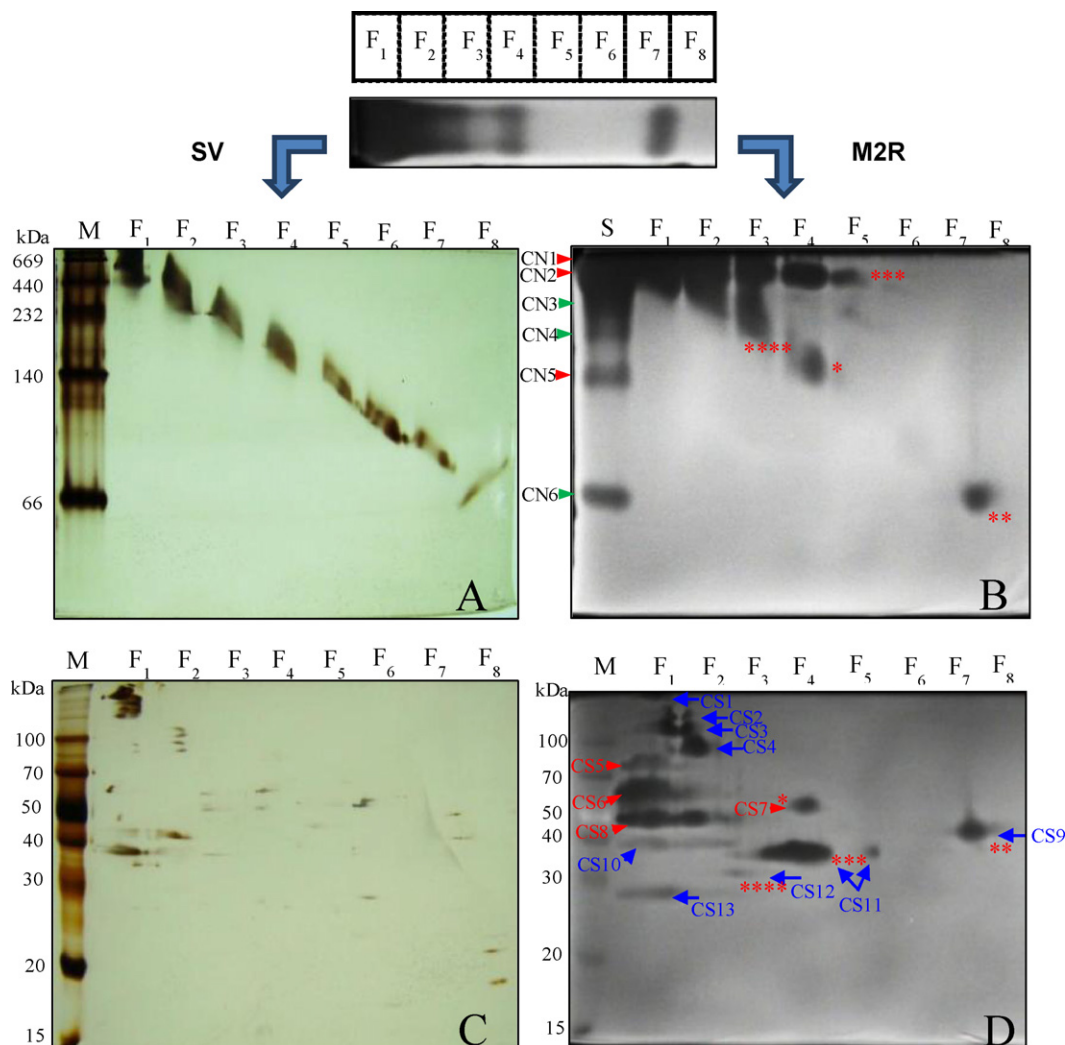 F1 F2 F3 F4 F5 F6 F7 F8
SV
M2R
kDa M F1 F2 F3 F4 F5 F6 F7 F8
669
440
232
140
66
A
S F1 F2 F3 F4 F5 F6 F7 F8
CN1
CN2
***
CN3
CN4
****
*
CN5
CN6
**
B
kDa M F1 F2 F3 F4 F5 F6 F7 F8
100
70
50
40
30
20
15
C
kDa M F1 F2 F3 F4 F5 F6 F7 F8
CS1
CS2
CS3
100
CS4
CS5
70
CS6
*
CS7
50
CS8
40
CS9
**
CS10
***
30
CS12
****
CS11
CS13
20
15
D